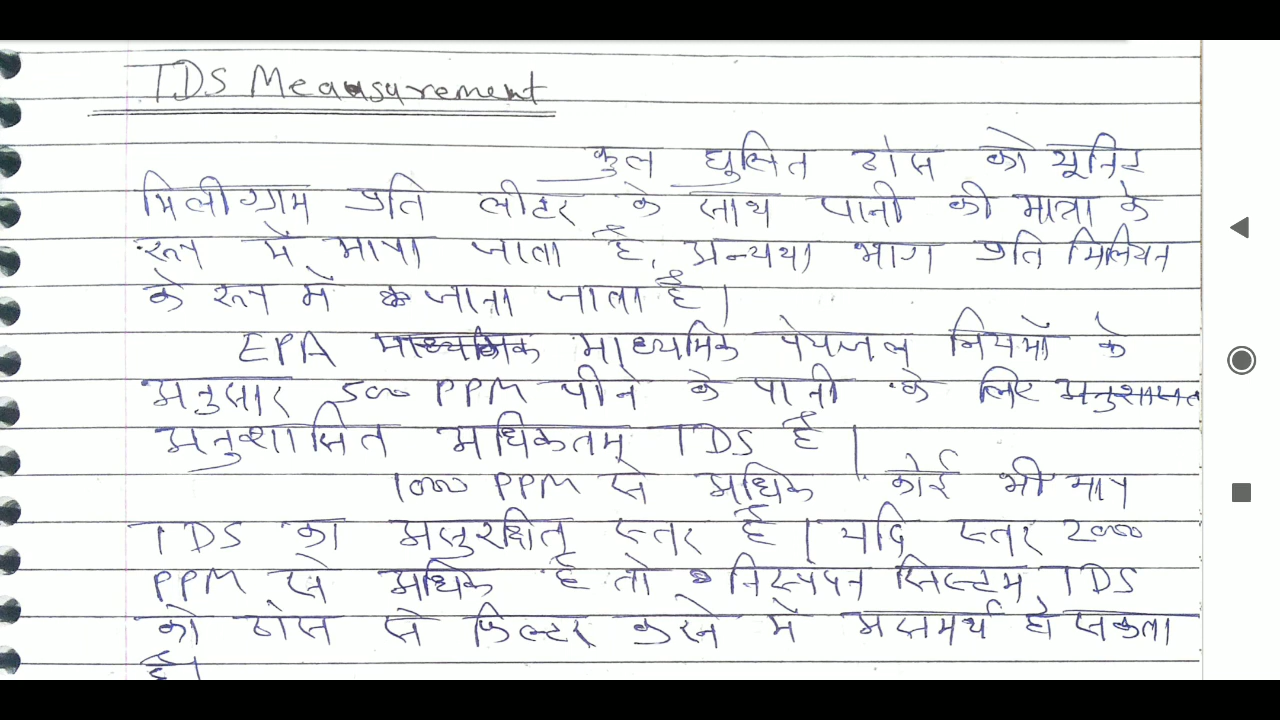 TDS Measurement
कुल घुलित ठोस को यूनिट
मिलीग्राम प्रति लीटर के साथ पानी की मात्रा के
रूप में मापा जाता है, अन्यथा भाग प्रति मिलियन
के रूप में जाना जाता है।
EPA माध्यमिक माध्यमिक पेयजल नियमों के
अनुसार 500 PPM पीने के पानी के लिए अनुशासत
अनुशासित अधिकतम् TDS है।
1000 PPM से अधिक कोई भी माप
TDS का असुरक्षित स्तर है। यदि स्तर 2000
PPM से अधिक है तो निस्पंदन सिस्टम TDS
को ठोस से फिल्टर करने में असमर्थ हो सकता
है।